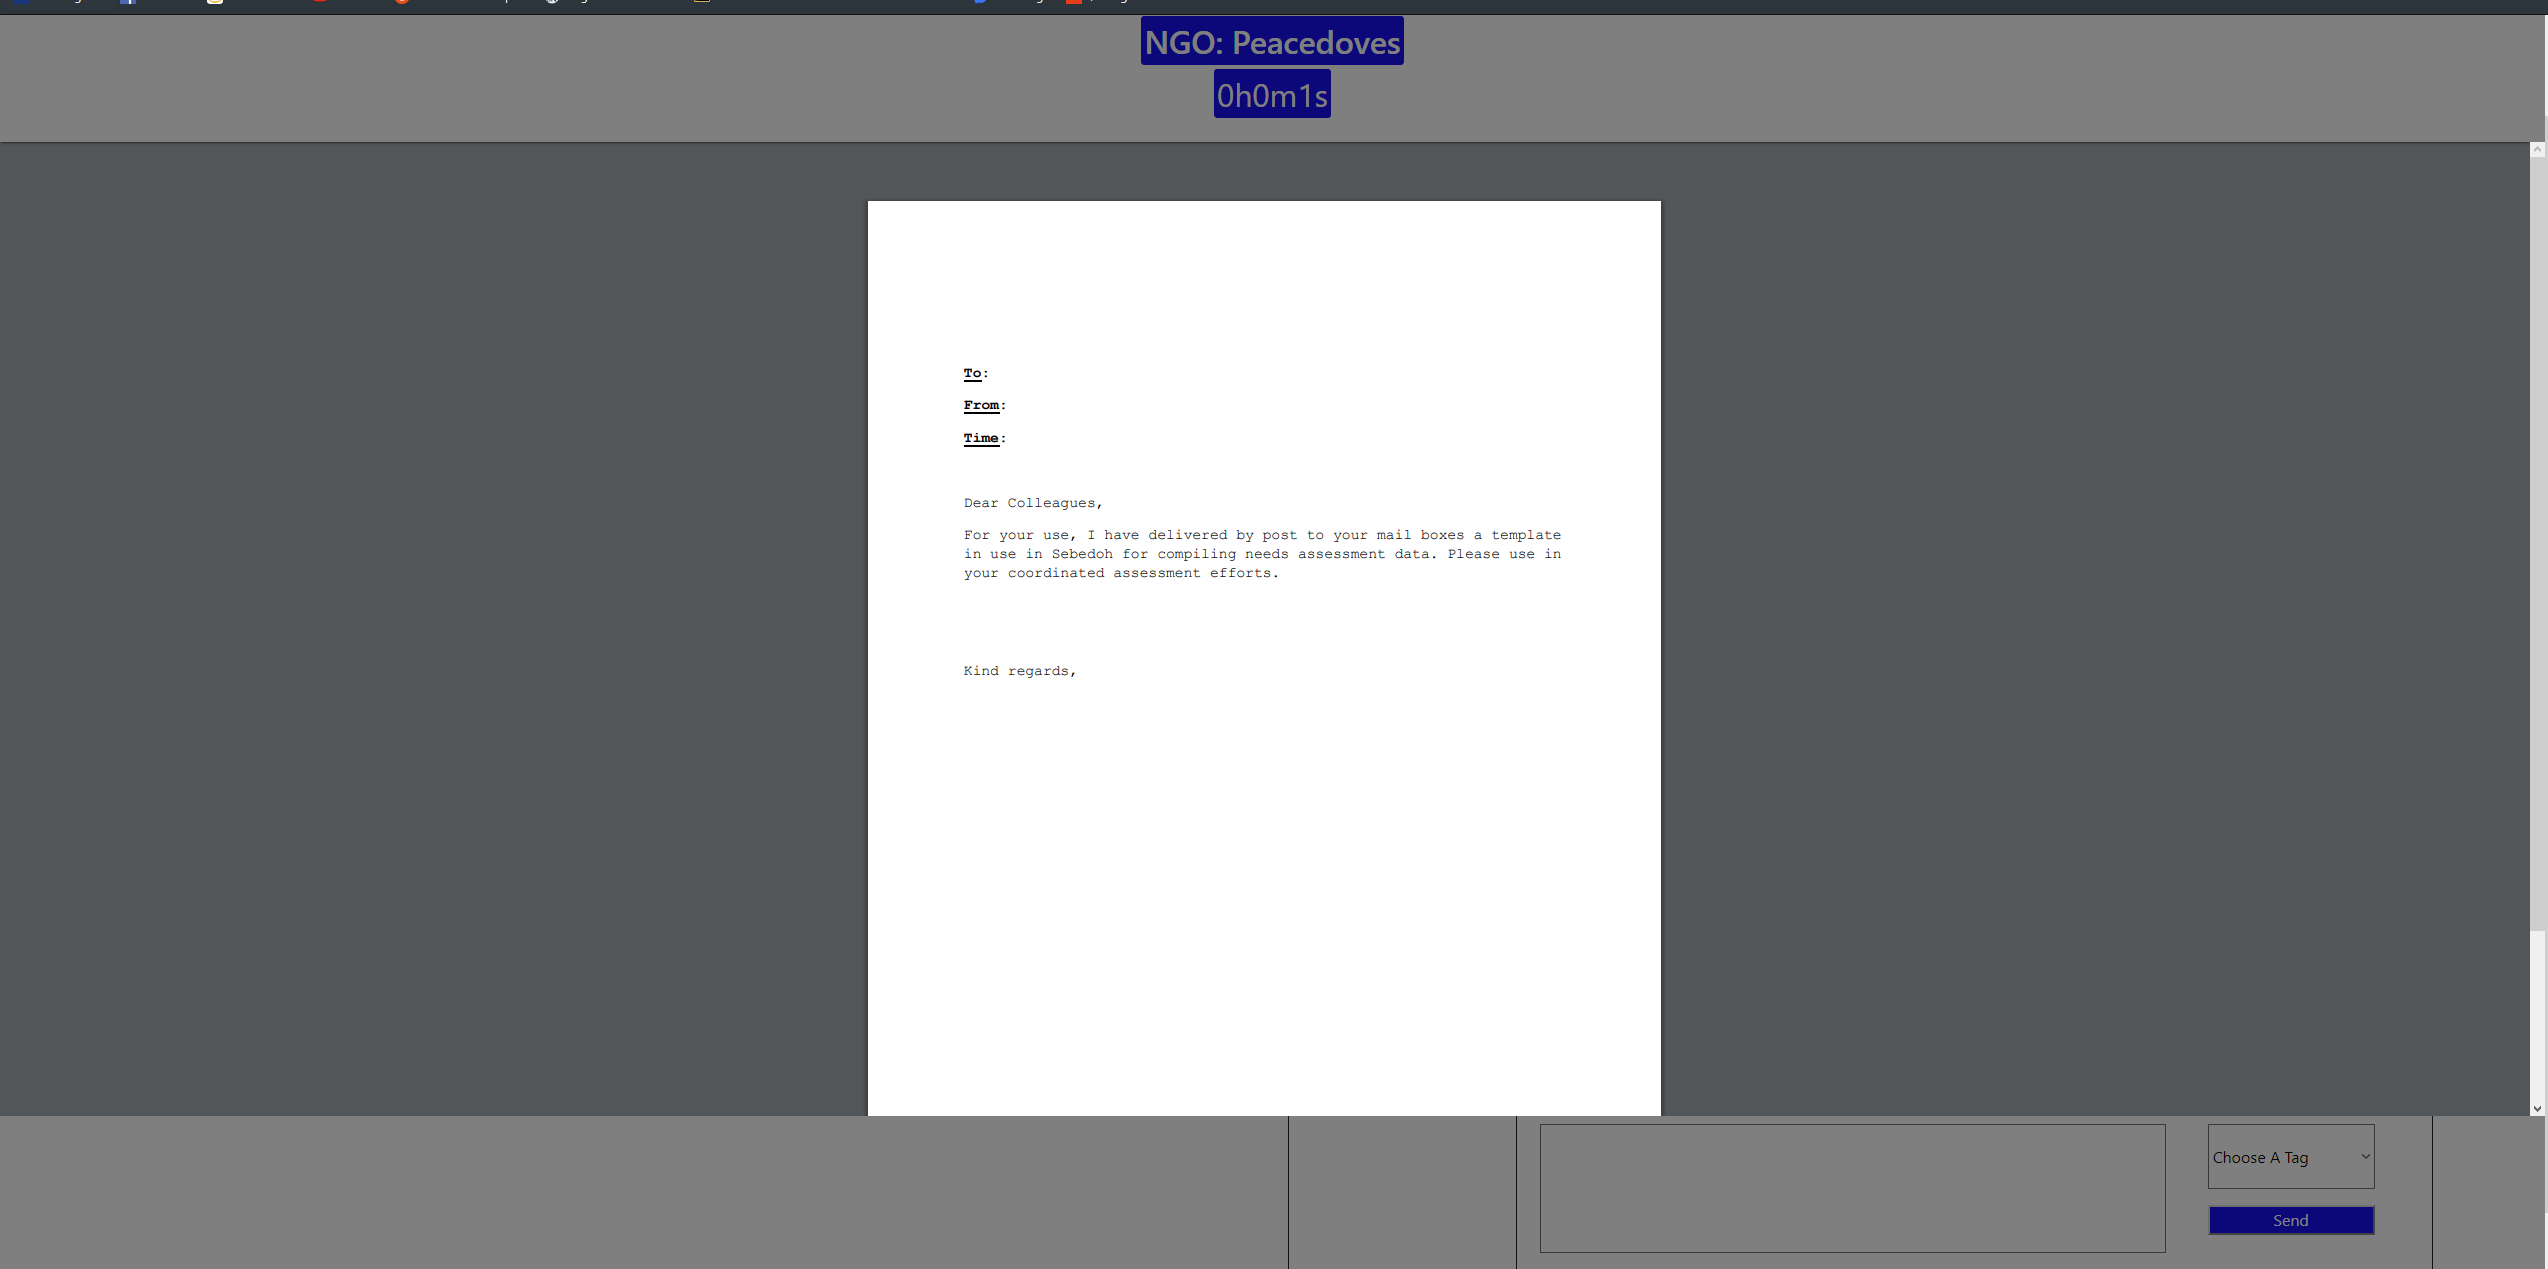 NGO: Peacedoves
0h0m1s
To:
From:
Time:
Dear Colleagues,
For your use, I have delivered by post to your mail boxes a template
in use in Sebedoh for compiling needs assessment data. Please use in
your coordinated assessment efforts.
Kind regards,
Choose A Tag
Send